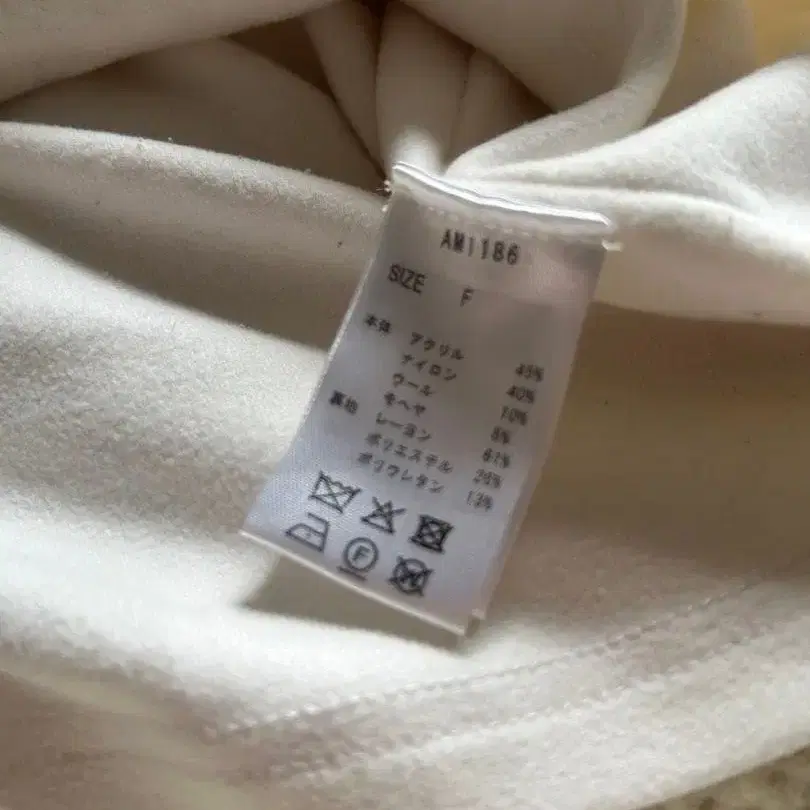 AM1186
SIZE F
本体 アクリル 45%
ナイロン 40%
ウール 10%
モヘヤ 5%
裏地 レーヨン 61%
ポリエステル 26%
ポリウレタン 13%
F W